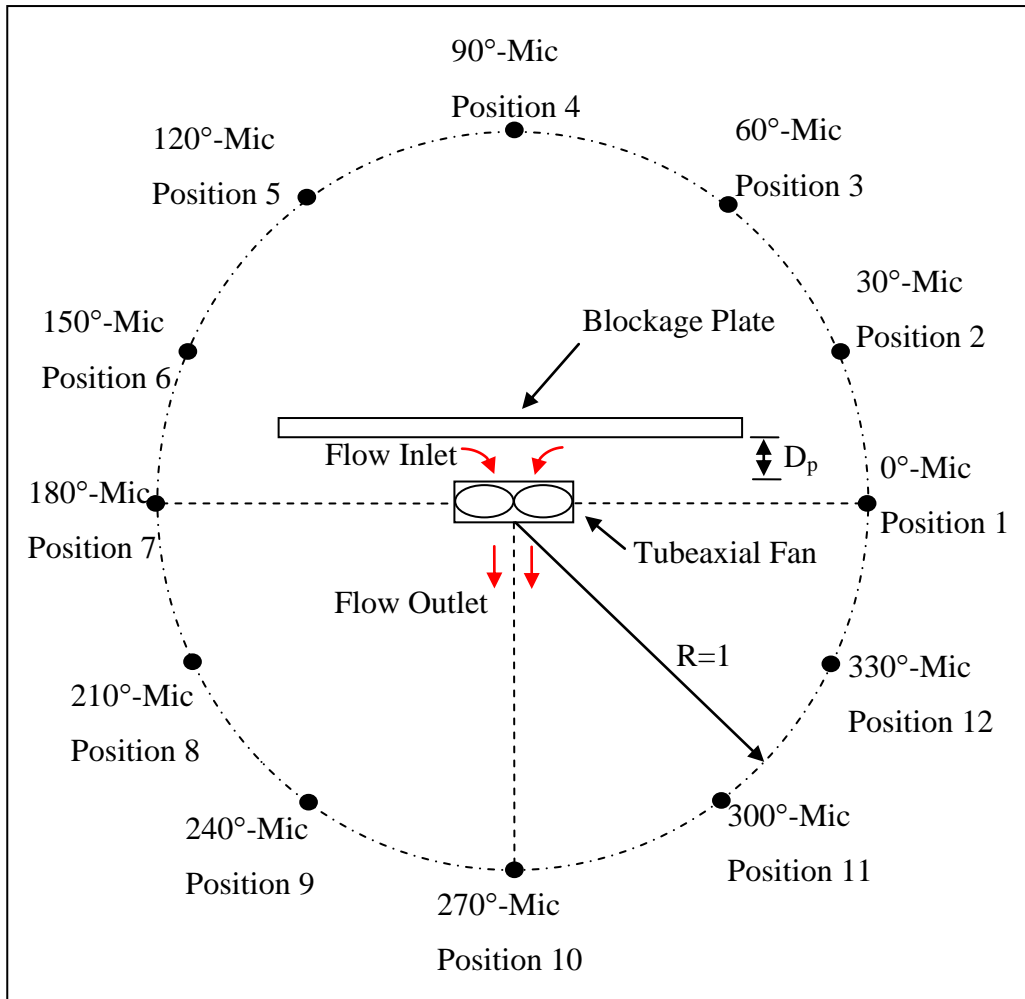 90°-Mic
Position 4
120°-Mic
Position 5
60°-Mic
Position 3
30°-Mic
Position 2
150°-Mic
Position 6
Blockage Plate
Flow Inlet
Dp
0°-Mic
Position 1
180°-Mic
Position 7
Tubeaxial Fan
Flow Outlet
R=1
330°-Mic
Position 12
210°-Mic
Position 8
300°-Mic
Position 11
240°-Mic
Position 9
270°-Mic
Position 10